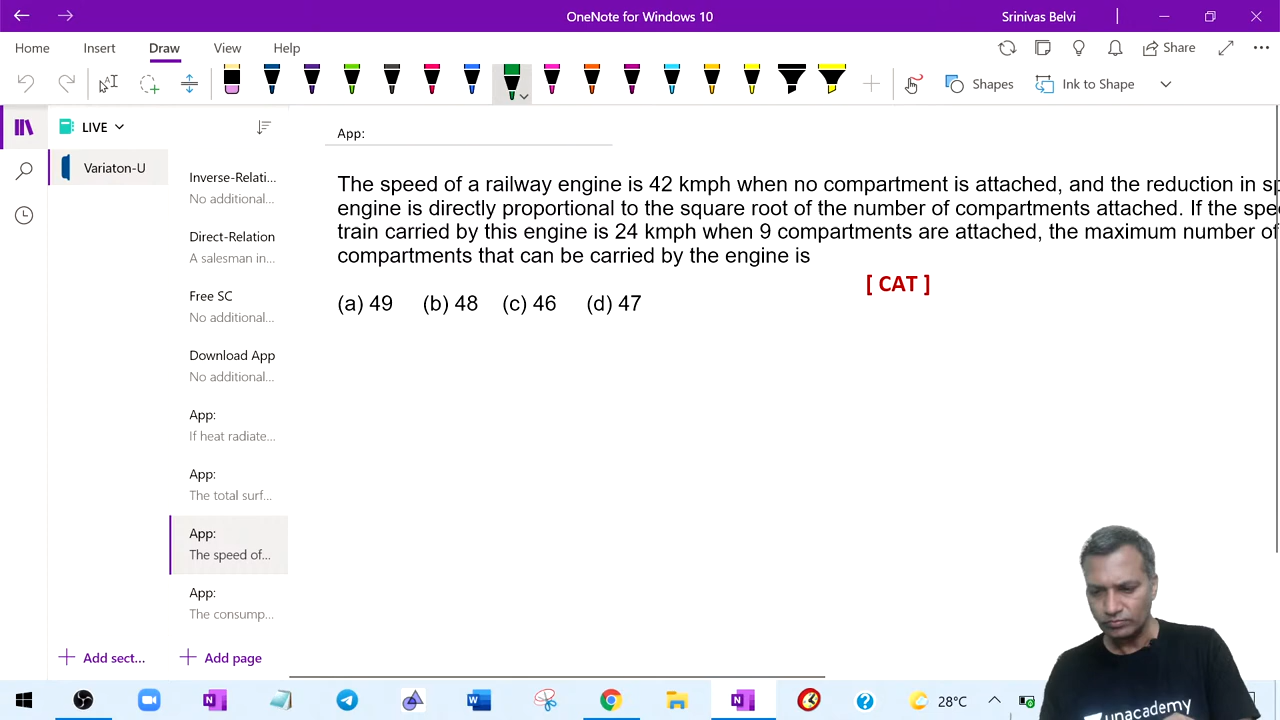 OneNote for Windows 10
Srinivas Belvi
Home Insert Draw View Help
Share
Shapes
Ink to Shape
LIVE
Variaton-U
Inverse-Relati...
No additional...
Direct-Relation
A salesman in...
Free SC
No additional...
Download App
No additional...
App:
If heat radiate...
App:
The total surf...
App:
The speed of...
App:
The consump...
Add sect...
Add page
App:
The speed of a railway engine is 42 kmph when no compartment is attached, and the reduction in sp
engine is directly proportional to the square root of the number of compartments attached. If the spe
train carried by this engine is 24 kmph when 9 compartments are attached, the maximum number of
compartments that can be carried by the engine is
[ CAT ]
(a) 49 (b) 48 (c) 46 (d) 47
unacademy
28°C